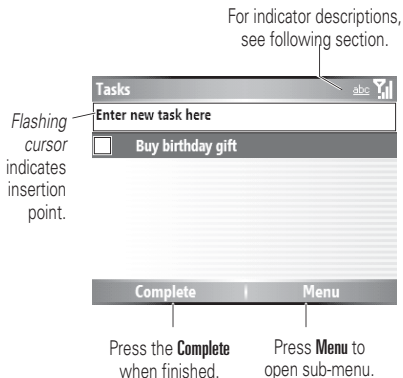 For indicator descriptions,
see following section.
Tasks
abc
Enter new task here
Buy birthday gift
Flashing
cursor
indicates
insertion
point.
Complete
Menu
Press the Complete
when finished.
Press Menu to
open sub-menu.